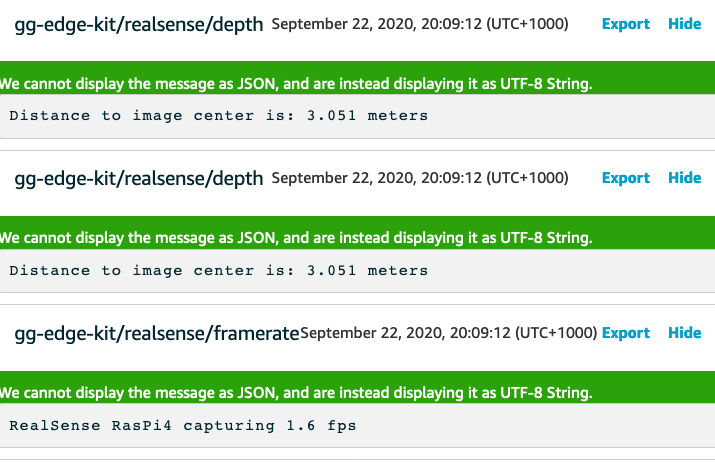 gg-edge-kit/realsense/depth September 22, 2020, 20:09:12 (UTC+1000) Export Hide
We cannot display the message as JSON, and are instead displaying it as UTF-8 String.
Distance to image center is: 3.051 meters
gg-edge-kit/realsense/depth September 22, 2020, 20:09:12 (UTC+1000) Export Hide
We cannot display the message as JSON, and are instead displaying it as UTF-8 String.
Distance to image center is: 3.051 meters
gg-edge-kit/realsense/framerate September 22, 2020, 20:09:12 (UTC+1000) Export Hide
We cannot display the message as JSON, and are instead displaying it as UTF-8 String.
RealSense RasPi4 capturing 1.6 fps